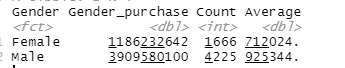 Gender Gender_purchase Count Average
<fct> <dbl> <int> <dbl>
1 Female 1186232642 1666 712024.
2 Male 3909580100 4225 925344.